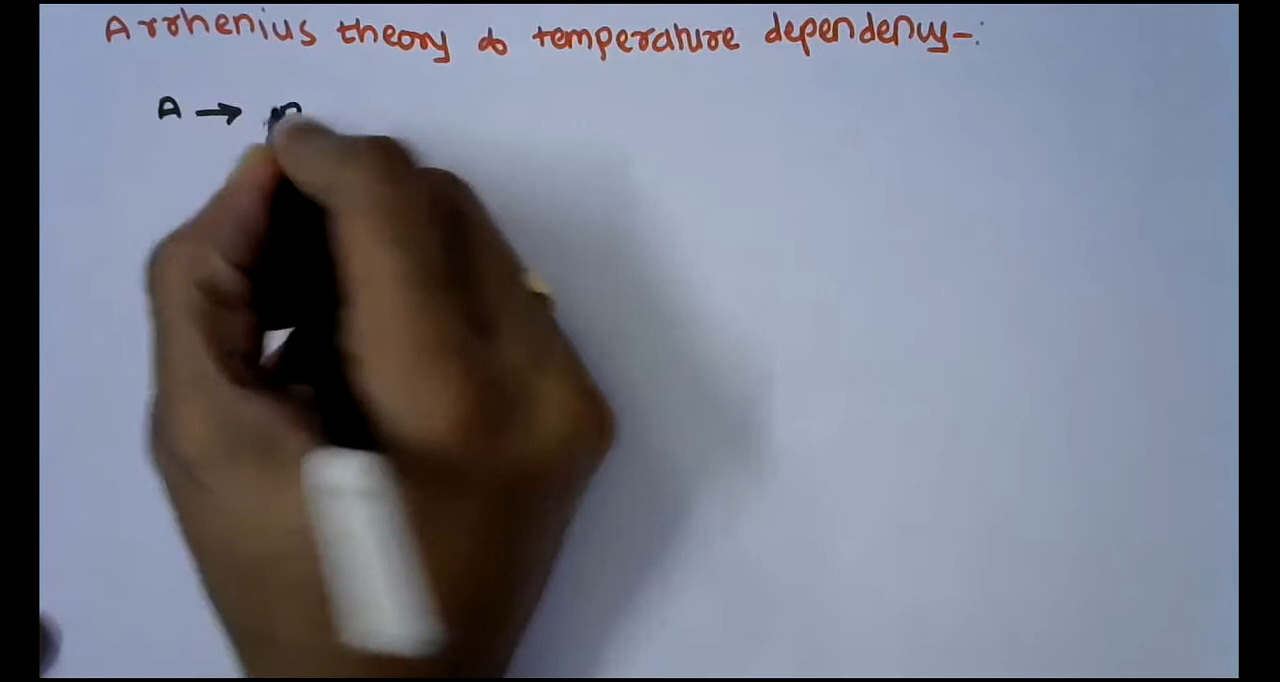 Arrhenius theory of temperature dependency-:
A →